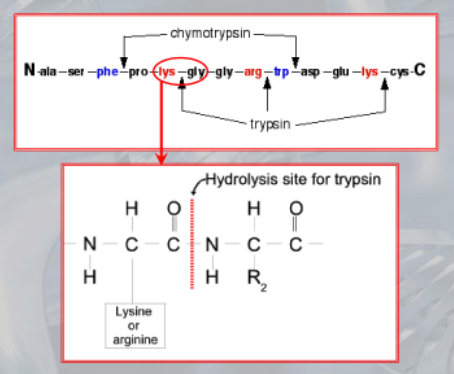 chymotrypsin
N-ala-ser-phe-pro-lys-gly-gly-arg-trp-asp-glu-lys-cys-C
trypsin
Hydrolysis site for trypsin
H O H O
N C C N C C
H H R2
Lysine
or
arginine